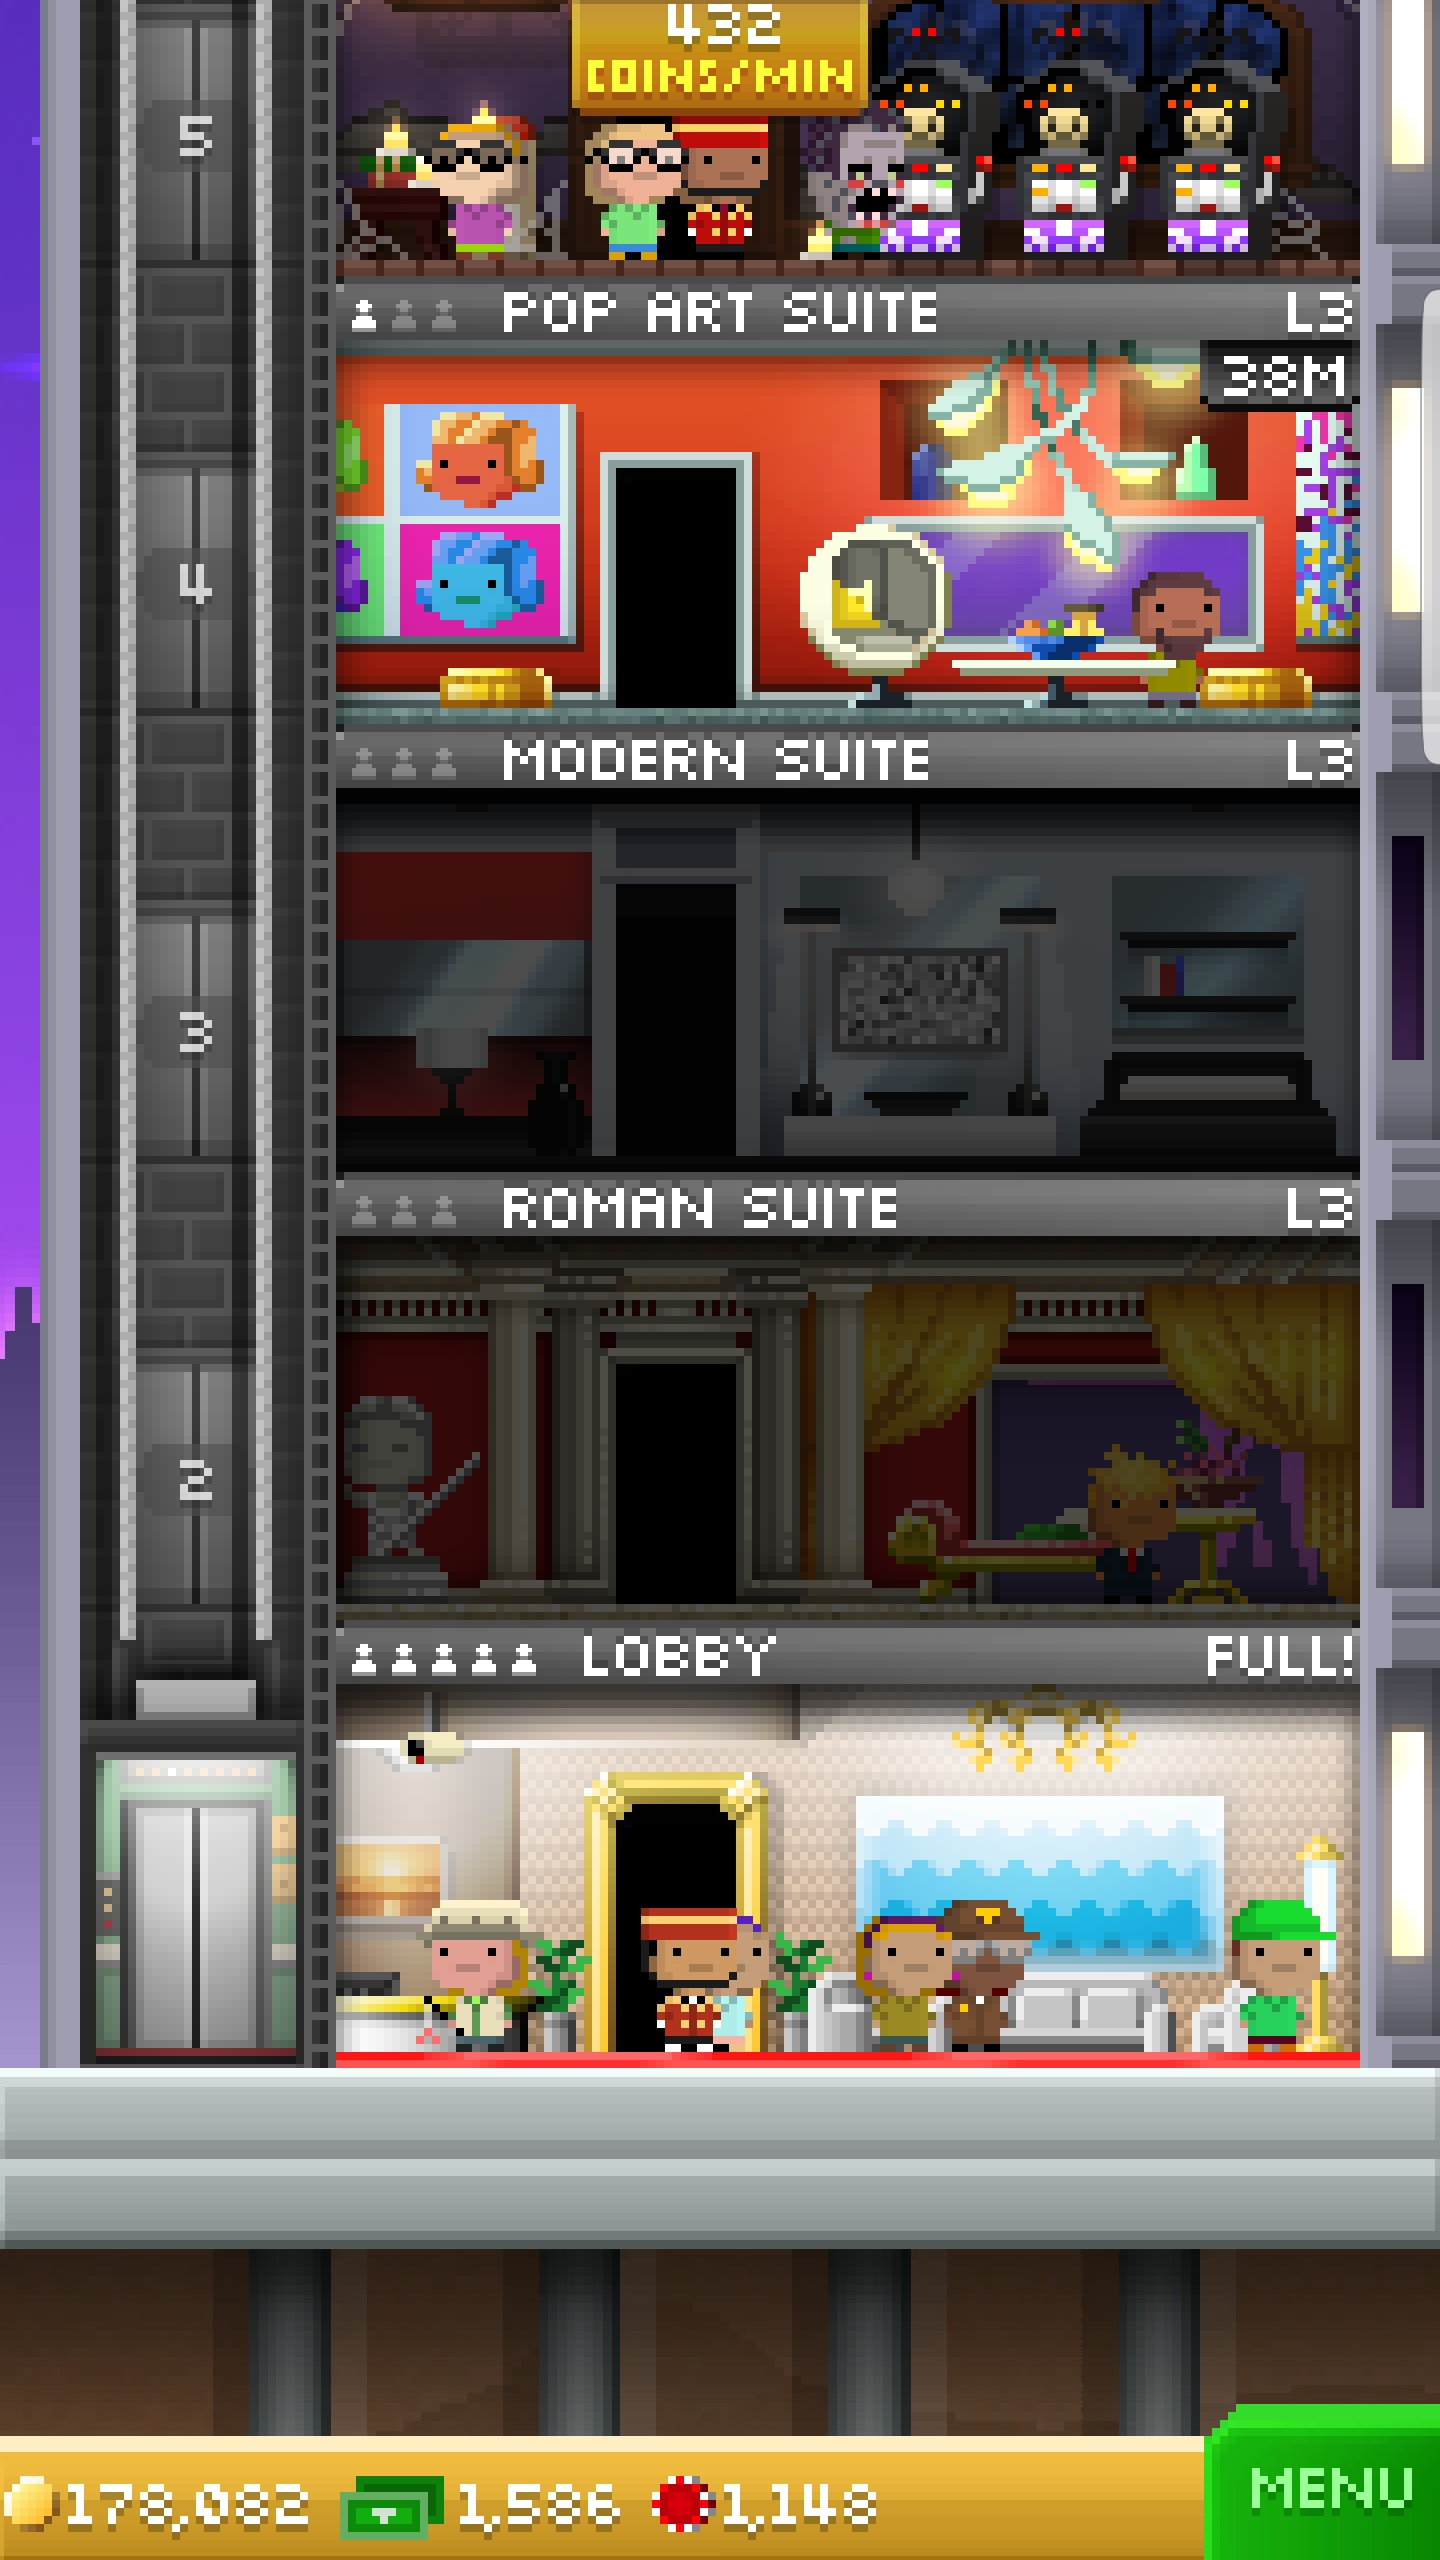 432
COINS/MIN
5
POP ART SUITE L3
38M
4
MODERN SUITE L3
3
ROMAN SUITE L3
2
LOBBY FULL!
178,082 1,586 1,148
MENU